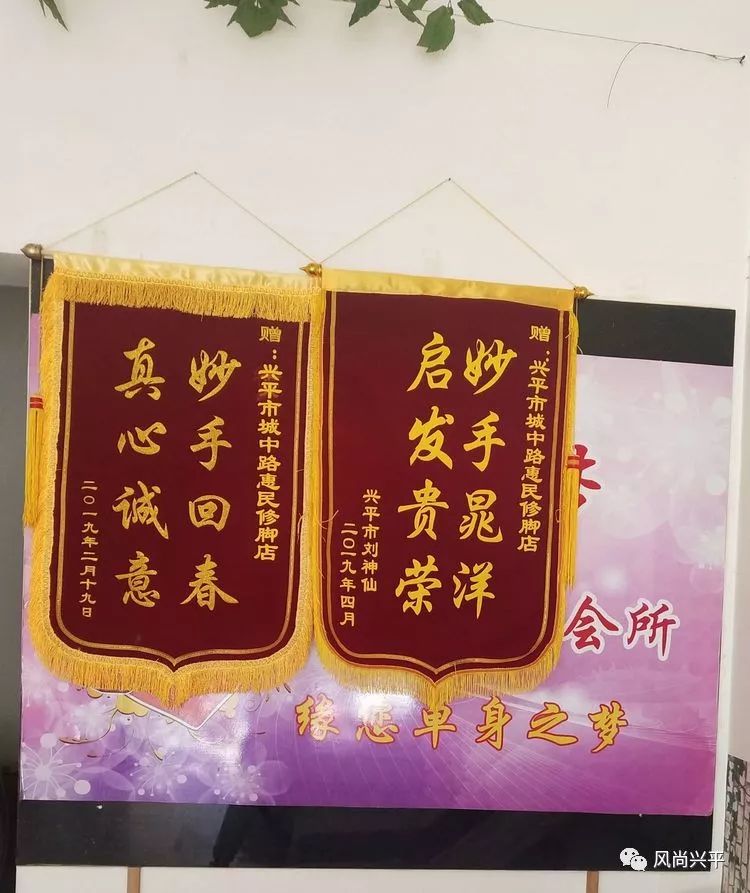 赠：兴平市城中路惠民修脚店
妙手回春
真心诚意
二〇一九年二月十九日
赠：兴平市城中路惠民修脚店
妙手晁洋
启发贵荣
兴平市刘神仙
二〇一九年四月
会所
缘恋单身之梦
风尚兴平